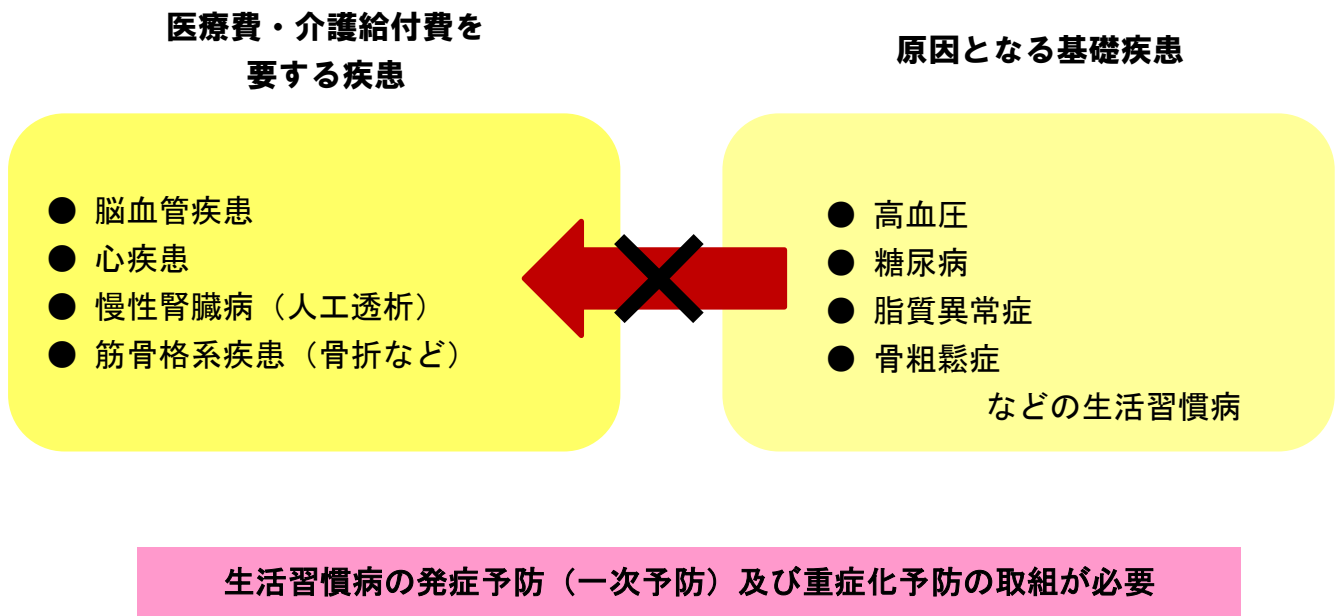 医療費・介護給付費を
要する疾患
● 脳血管疾患
● 心疾患
● 慢性腎臓病（人工透析）
● 筋骨格系疾患（骨折など）
原因となる基礎疾患
● 高血圧
● 糖尿病
● 脂質異常症
● 骨粗鬆症
などの生活習慣病
生活習慣病の発症予防（一次予防）及び重症化予防の取組が必要